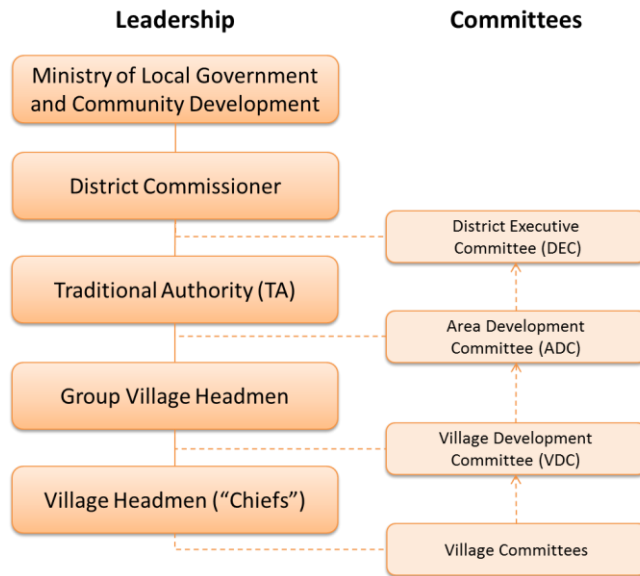 Leadership
Committees
Ministry of Local Government
and Community Development
District Commissioner
District Executive
Committee (DEC)
Traditional Authority (TA)
Area Development
Committee (ADC)
Group Village Headmen
Village Development
Committee (VDC)
Village Headmen (“Chiefs”)
Village Committees